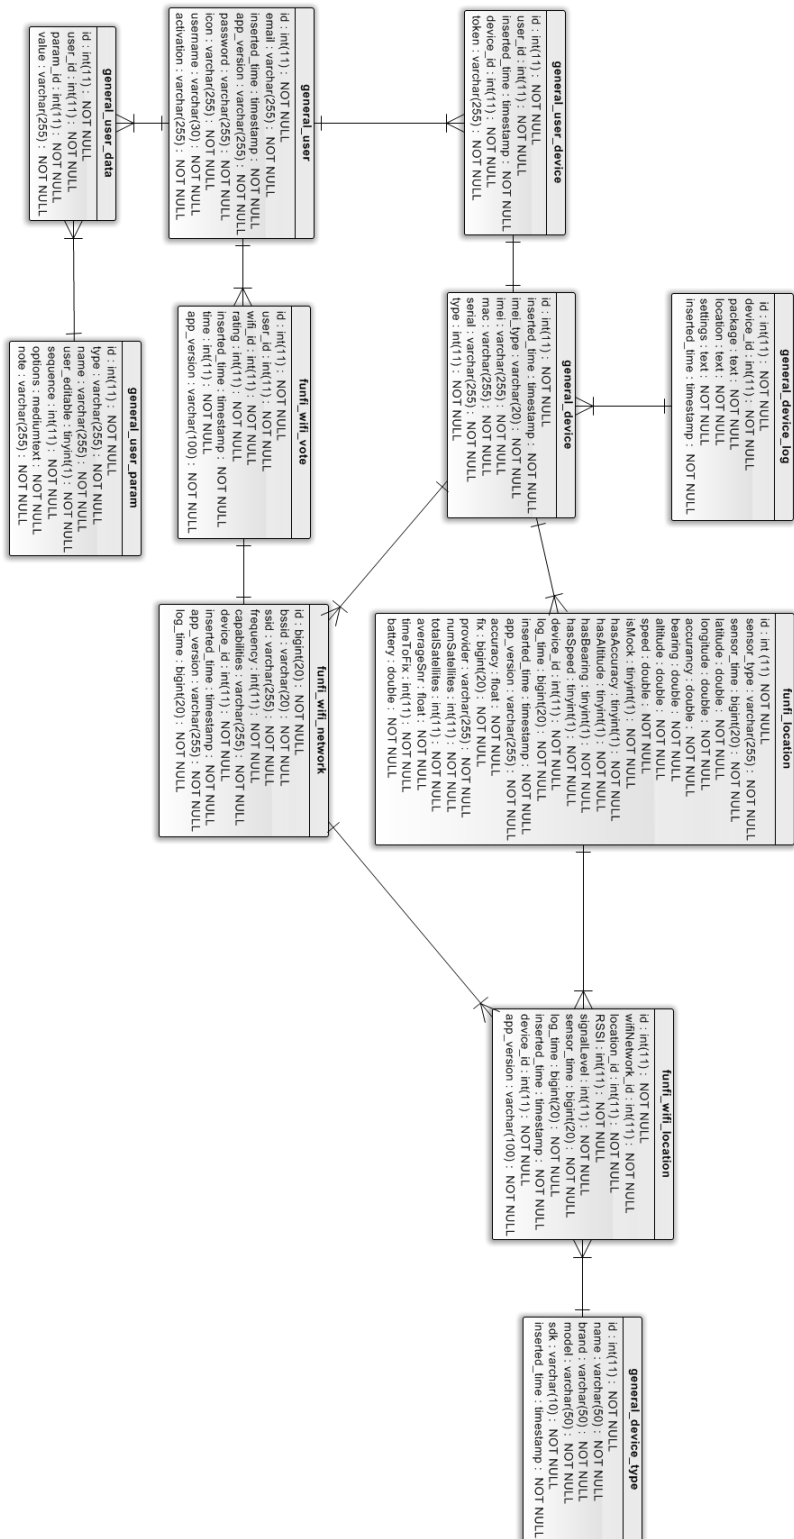 general_user_device
id : int(11) : NOT NULL
user_id : int(11) : NOT NULL
inserted_time : timestamp : NOT NULL
device_id : int(11) : NOT NULL
token : varchar(255) : NOT NULL
general_user
id : int(11) : NOT NULL
email : varchar(255) : NOT NULL
inserted_time : timestamp : NOT NULL
app_version : varchar(255) : NOT NULL
password : varchar(255) : NOT NULL
icon : varchar(255) : NOT NULL
username : varchar(30) : NOT NULL
activation : varchar(255) : NOT NULL
general_user_data
id : int(11) : NOT NULL
user_id : int(11) : NOT NULL
param_id : int(11) : NOT NULL
value : varchar(255) : NOT NULL
general_device_log
id : int(11) : NOT NULL
device_id : int(11) : NOT NULL
package : text : NOT NULL
location : text : NOT NULL
settings : text : NOT NULL
inserted_time : timestamp : NOT NULL
general_device
id : int(11) : NOT NULL
inserted_time : timestamp : NOT NULL
imei_type : varchar(20) : NOT NULL
imei : varchar(255) : NOT NULL
mac : varchar(255) : NOT NULL
serial : varchar(255) : NOT NULL
type : int(11) : NOT NULL
funfi_wifi_vote
id : int(11) : NOT NULL
user_id : int(11) : NOT NULL
wifi_id : int(11) : NOT NULL
rating : int(11) : NOT NULL
inserted_time : timestamp : NOT NULL
time : int(11) : NOT NULL
app_version : varchar(100) : NOT NULL
general_user_param
id : int(11) : NOT NULL
type : varchar(255) : NOT NULL
name : varchar(255) : NOT NULL
user_editable : tinyint(1) : NOT NULL
sequence : int(11) : NOT NULL
options : mediumtext : NOT NULL
note : varchar(255) : NOT NULL
funfi_location
id : int (11) NOT NULL
sensor_type : varchar(255) : NOT NULL
sensor_time : bigint(20) : NOT NULL
latitude : double : NOT NULL
longitude : double : NOT NULL
accurancy : double : NOT NULL
bearing : double : NOT NULL
altitude : double : NOT NULL
speed : double : NOT NULL
isMock : tinyint(1) : NOT NULL
hasAccuracy : tinyint(1) : NOT NULL
hasAltitude : tinyint(1) : NOT NULL
hasBearing : tinyint(1) : NOT NULL
hasSpeed : tinyint(1) : NOT NULL
device_id : int(11) : NOT NULL
log_time : bigint(20) : NOT NULL
inserted_time : timestamp : NOT NULL
app_version : varchar(255) : NOT NULL
accuracy : float : NOT NULL
fix : bigint(20) : NOT NULL
provider : varchar(255) : NOT NULL
numSatellites : int(11) : NOT NULL
totalSatellites : int(11) : NOT NULL
averageSnr : float : NOT NULL
timeToFix : int(11) : NOT NULL
battery : double : NOT NULL
funfi_wifi_network
id : bigint(20) : NOT NULL
bssid : varchar(20) : NOT NULL
ssid : varchar(255) : NOT NULL
frequency : int(11) : NOT NULL
capabilities : varchar(255) : NOT NULL
device_id : int(11) : NOT NULL
inserted_time : timestamp : NOT NULL
app_version : varchar(255) : NOT NULL
log_time : bigint(20) : NOT NULL
funfi_wifi_location
id : int(11) : NOT NULL
wifiNetwork_id : int(11) : NOT NULL
location_id : int(11) : NOT NULL
RSSI : int(11) : NOT NULL
signalLevel : int(11) : NOT NULL
sensor_time : bigint(20) : NOT NULL
log_time : bigint(20) : NOT NULL
inserted_time : timestamp : NOT NULL
device_id : int(11) : NOT NULL
app_version : varchar(100) : NOT NULL
general_device_type
id : int(11) : NOT NULL
name : varchar(50) : NOT NULL
brand : varchar(50) : NOT NULL
model : varchar(50) : NOT NULL
sdk : varchar(10) : NOT NULL
inserted_time : timestamp : NOT NULL